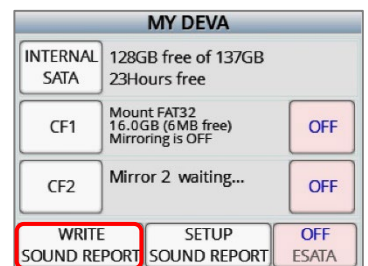 MY DEVA
INTERNAL SATA
128GB free of 137GB
23Hours free
CF1
Mount FAT32
16.0GB (6MB free)
Mirroring is OFF
OFF
CF2
Mirror 2 waiting...
OFF
WRITE
SOUND REPORT
SETUP
SOUND REPORT
OFF
ESATA